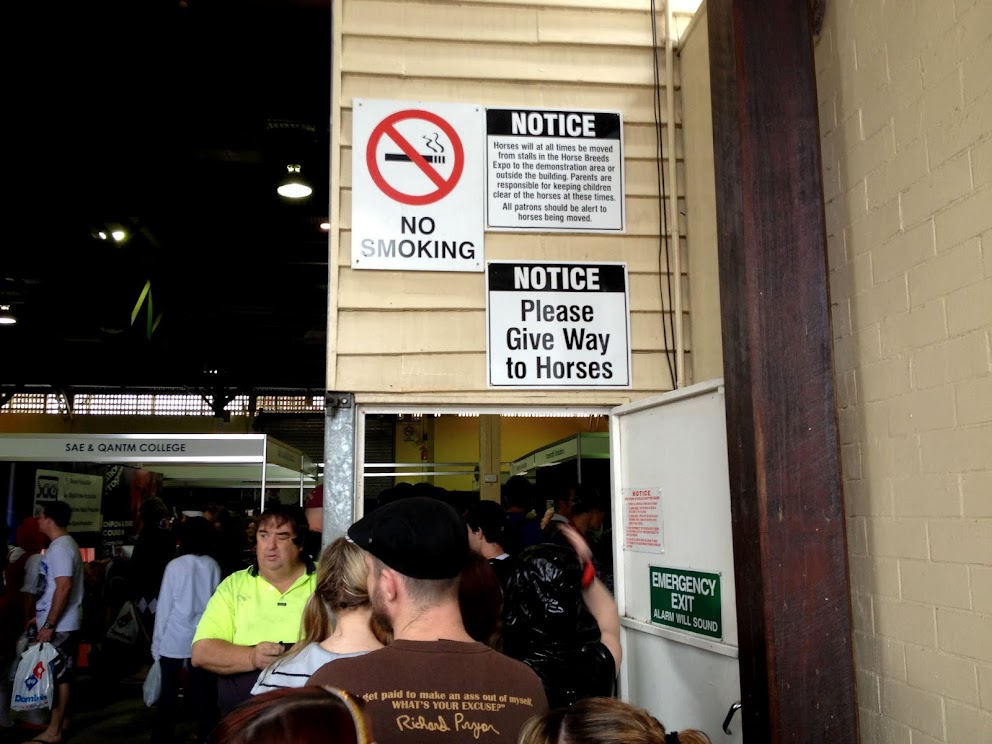 NO
SMOKING
NOTICE
Horses will at all times be moved
from stalls in the Horse Breeds
Expo to the demonstration area or
outside the building. Parents are
responsible for keeping children
clear of the horses at these times.
All patrons should be alert to
horses being moved.
NOTICE
Please
Give Way
to Horses
SAE & QANTM COLLEGE
NOTICE
EMERGENCY
EXIT
ALARM WILL SOUND
get paid to make an ass out of myself,
WHAT'S YOUR EXCUSE?"
Richard Pryor